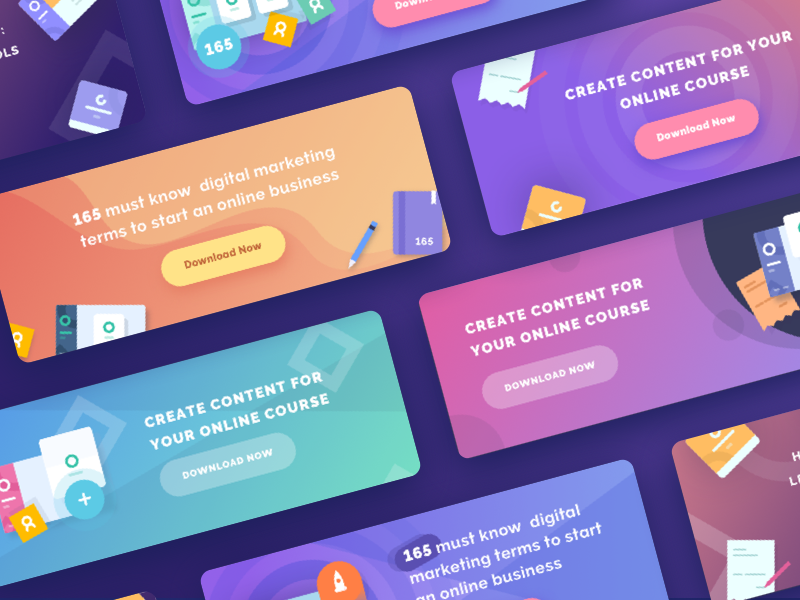 :
OLS
165
Down
CREATE CONTENT FOR YOUR
ONLINE COURSE
Download Now
165 must know digital marketing
terms to start an online business
Download Now
165
CREATE CONTENT FOR
YOUR ONLINE COURSE
DOWNLOAD NOW
CREATE CONTENT FOR
YOUR ONLINE COURSE
DOWNLOAD NOW
165 must know digital
marketing terms to start
an online business
H
LE